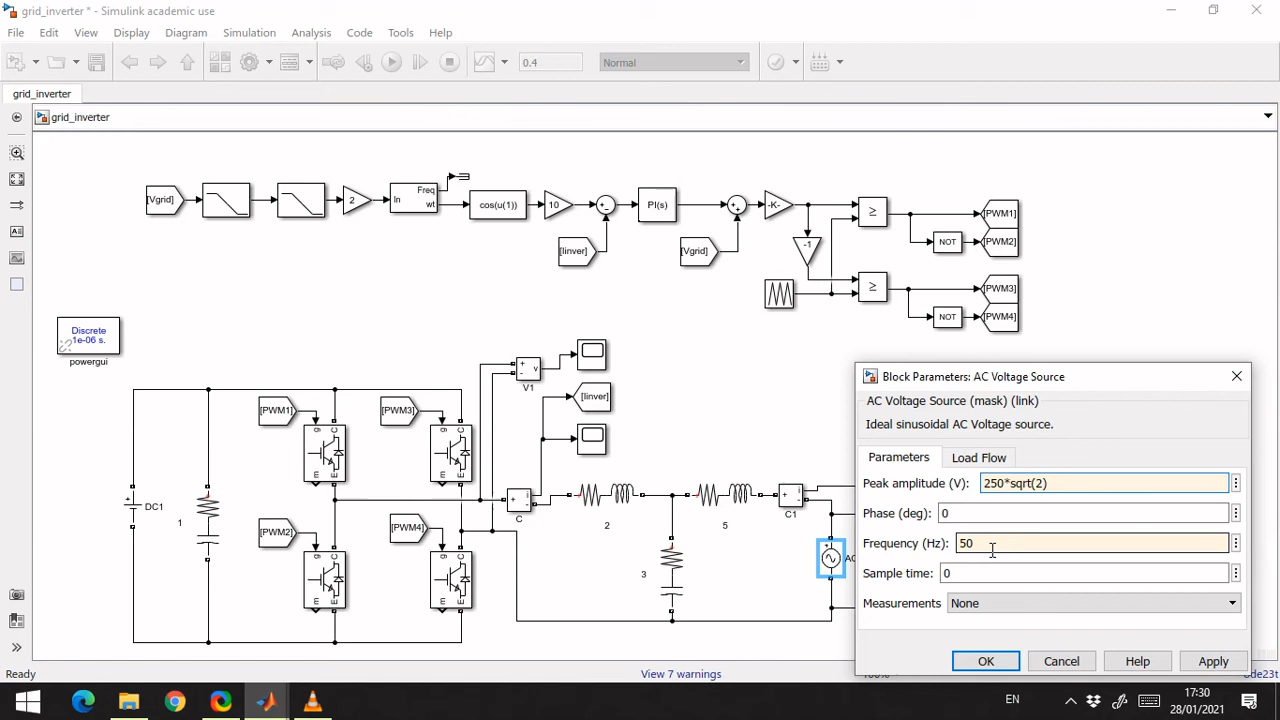 grid_inverter * - Simulink academic use
File Edit View Display Diagram Simulation Analysis Code Tools Help
0.4
Normal
grid_inverter
grid_inverter
[Vgrid]
2
In
Freq
wt
cos(u(1))
10
PI(s)
-K-
≥
[PWM1]
NOT
[PWM2]
[Iinver]
[Vgrid]
-1
≥
[PWM3]
NOT
[PWM4]
Discrete
1e-06 s.
powergui
V1
+
-
v
[Iinver]
[PWM1]
[PWM3]
g
C
m
E
g
C
m
E
DC1
1
C
2
5
C1
3
[PWM2]
[PWM4]
g
C
m
E
g
C
m
E
AC
Block Parameters: AC Voltage Source
AC Voltage Source (mask) (link)
Ideal sinusoidal AC Voltage source.
Parameters Load Flow
Peak amplitude (V): 250*sqrt(2)
Phase (deg): 0
Frequency (Hz): 50
Sample time: 0
Measurements None
OK Cancel Help Apply
Ready
View 7 warnings
ode23t
EN
17:30
28/01/2021